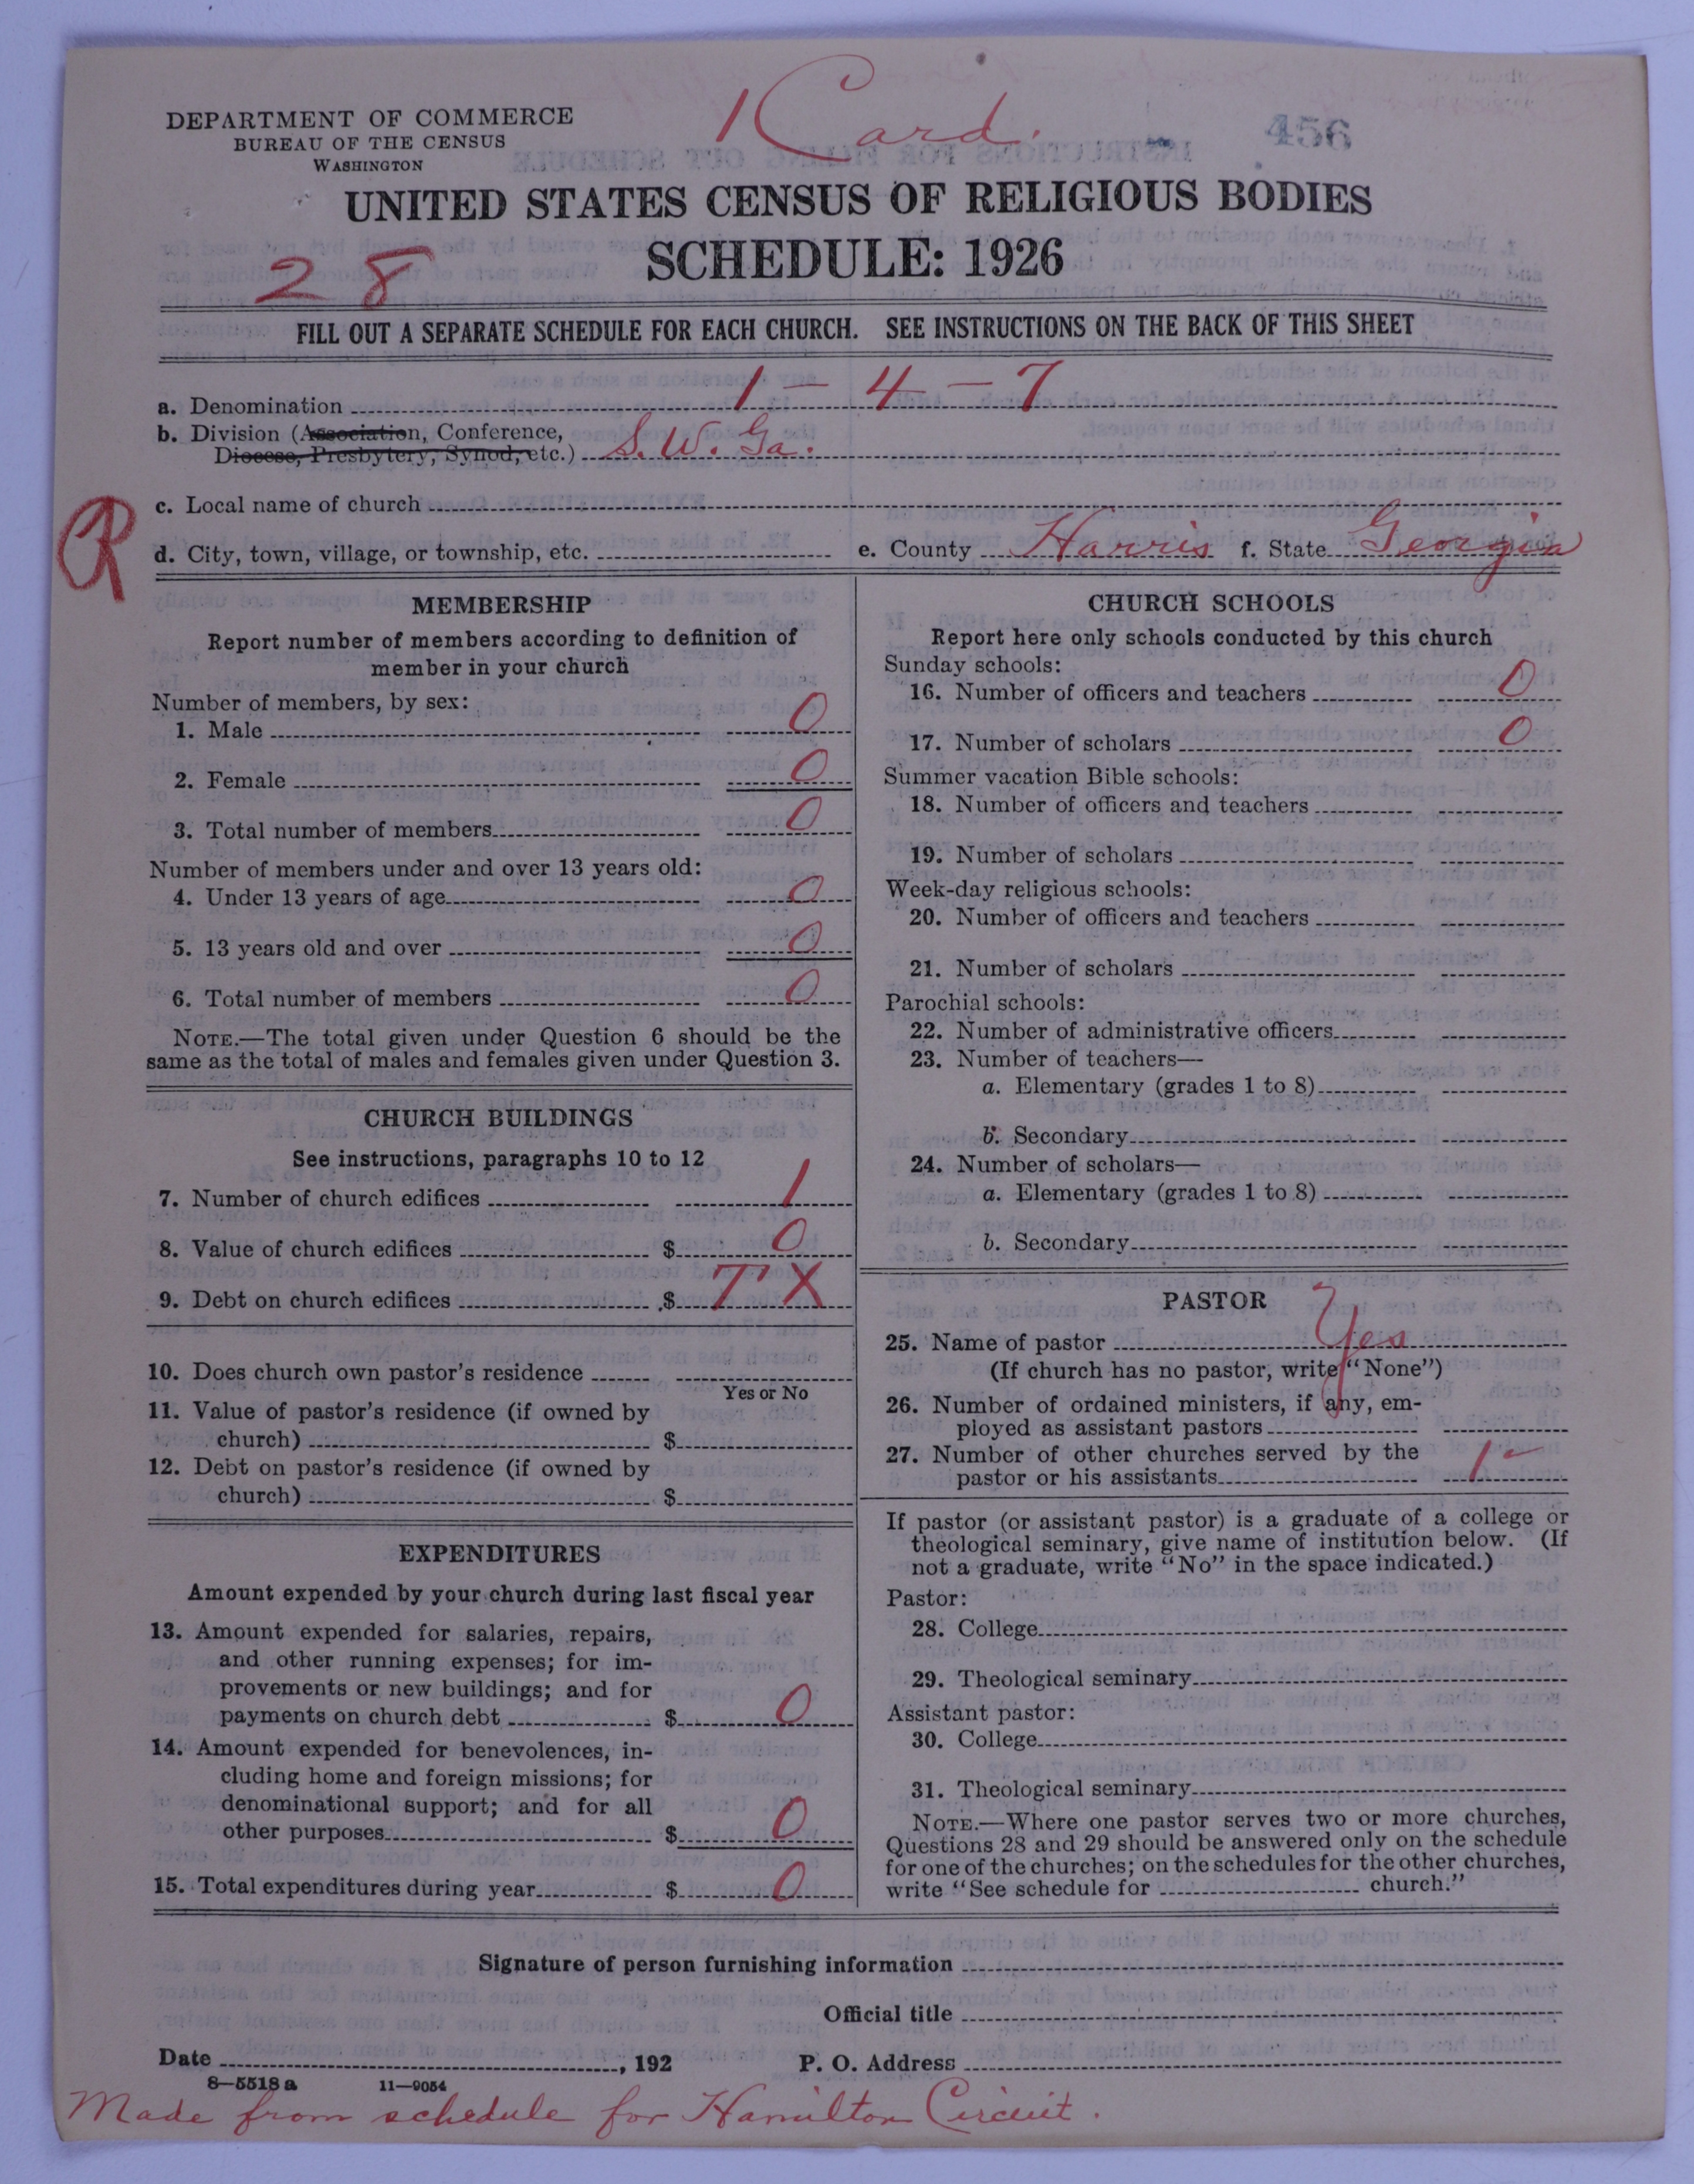 1 Card.
456
DEPARTMENT OF COMMERCE
BUREAU OF THE CENSUS
WASHINGTON
UNITED STATES CENSUS OF RELIGIOUS BODIES
SCHEDULE: 1926
28
FILL OUT A SEPARATE SCHEDULE FOR EACH CHURCH. SEE INSTRUCTIONS ON THE BACK OF THIS SHEET
a. Denomination 1 - 4 - 7
b. Division (Association, Conference,
Diocese, Presbytery, Synod, etc.) S. W. Ga.
R
c. Local name of church
d. City, town, village, or township, etc. e. County Harris f. State Georgia
MEMBERSHIP
Report number of members according to definition of
member in your church
Number of members, by sex:
1. Male 0
2. Female 0
3. Total number of members 0
Number of members under and over 13 years old:
4. Under 13 years of age 0
5. 13 years old and over 0
6. Total number of members 0
NOTE.—The total given under Question 6 should be the
same as the total of males and females given under Question 3.
CHURCH BUILDINGS
See instructions, paragraphs 10 to 12
7. Number of church edifices 1
8. Value of church edifices $ 0
9. Debt on church edifices $ TX
10. Does church own pastor's residence
Yes or No
11. Value of pastor's residence (if owned by
church) $
12. Debt on pastor's residence (if owned by
church) $
EXPENDITURES
Amount expended by your church during last fiscal year
13. Amount expended for salaries, repairs,
and other running expenses; for im-
provements or new buildings; and for
payments on church debt $ 0
14. Amount expended for benevolences, in-
cluding home and foreign missions; for
denominational support; and for all
other purposes $ 0
15. Total expenditures during year $ 0
CHURCH SCHOOLS
Report here only schools conducted by this church
Sunday schools:
16. Number of officers and teachers 0
17. Number of scholars 0
Summer vacation Bible schools:
18. Number of officers and teachers
19. Number of scholars
Week-day religious schools:
20. Number of officers and teachers
21. Number of scholars
Parochial schools:
22. Number of administrative officers
23. Number of teachers—
a. Elementary (grades 1 to 8)
b. Secondary
24. Number of scholars—
a. Elementary (grades 1 to 8)
b. Secondary
PASTOR
25. Name of pastor Yes
(If church has no pastor, write "None")
26. Number of ordained ministers, if any, em-
ployed as assistant pastors
27. Number of other churches served by the
pastor or his assistants 1-
If pastor (or assistant pastor) is a graduate of a college or
theological seminary, give name of institution below. (If
not a graduate, write "No" in the space indicated.)
Pastor:
28. College
29. Theological seminary
Assistant pastor:
30. College
31. Theological seminary
NOTE.—Where one pastor serves two or more churches,
Questions 28 and 29 should be answered only on the schedule
for one of the churches; on the schedules for the other churches,
write "See schedule for church."
Signature of person furnishing information
Official title
Date , 192 P. O. Address
8—5518 a 11—9054
Made from schedule for Hamilton Circuit.